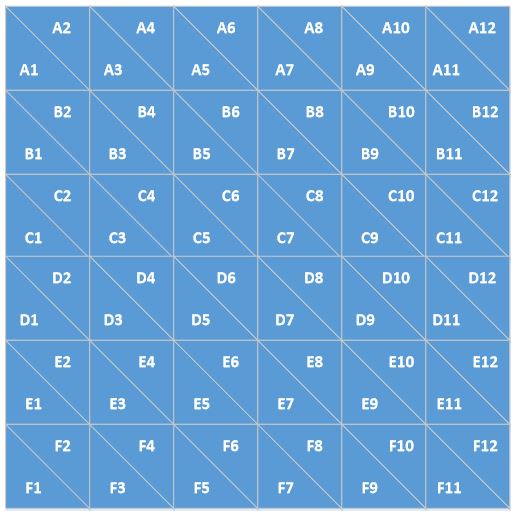 A2 A4 A6 A8 A10 A12
A1 A3 A5 A7 A9 A11
B2 B4 B6 B8 B10 B12
B1 B3 B5 B7 B9 B11
C2 C4 C6 C8 C10 C12
C1 C3 C5 C7 C9 C11
D2 D4 D6 D8 D10 D12
D1 D3 D5 D7 D9 D11
E2 E4 E6 E8 E10 E12
E1 E3 E5 E7 E9 E11
F2 F4 F6 F8 F10 F12
F1 F3 F5 F7 F9 F11